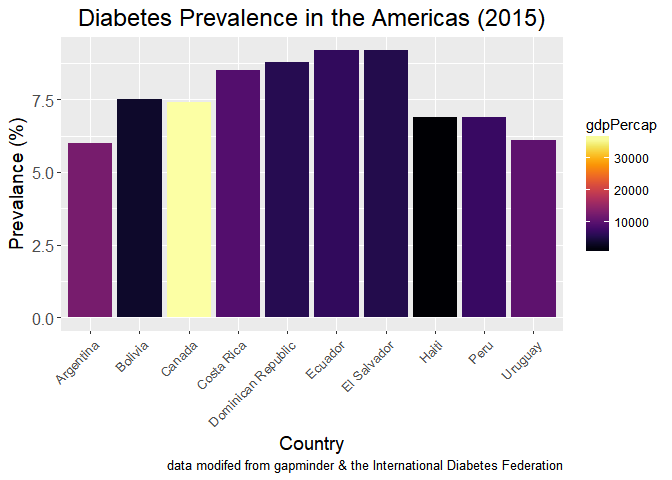 Diabetes Prevalence in the Americas (2015)
Prevalance (%)
7.5
5.0
2.5
0.0
Argentina
Bolivia
Canada
Costa Rica
Dominican Republic
Ecuador
El Salvador
Haiti
Peru
Uruguay
Country
data modifed from gapminder & the International Diabetes Federation
gdpPercap
30000
20000
10000